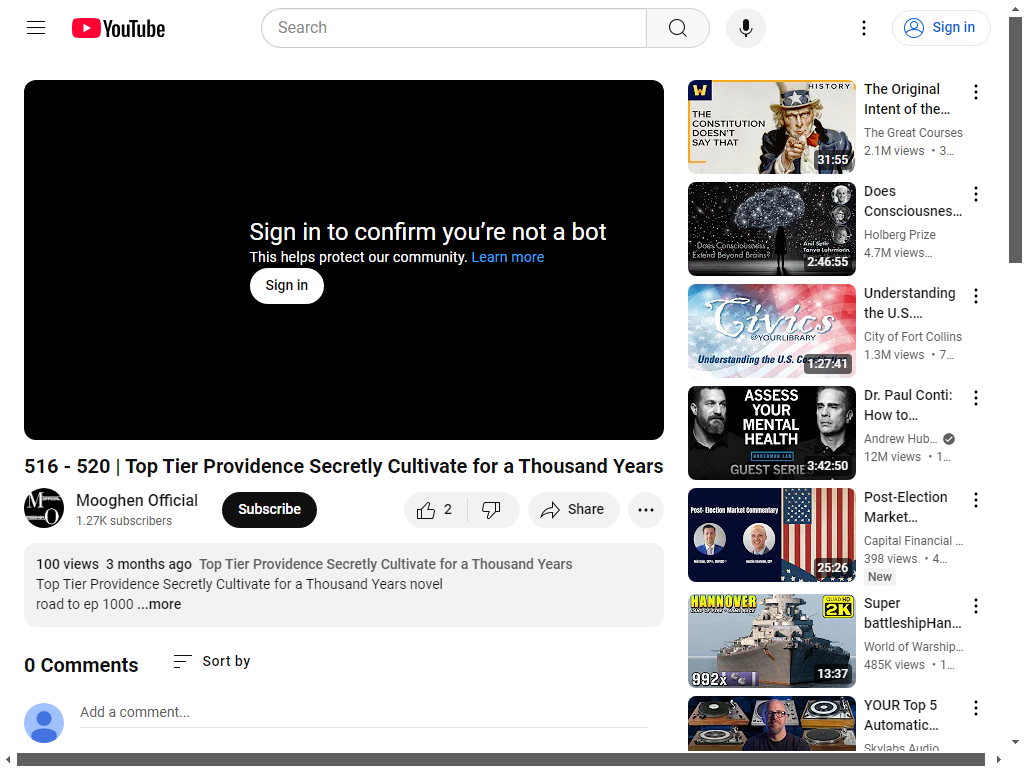 YouTube
Search
Sign in
Sign in to confirm you're not a bot
This helps protect our community. Learn more
Sign in
516 - 520 | Top Tier Providence Secretly Cultivate for a Thousand Years
Mooghen Official
1.27K subscribers
Subscribe
2
Share
100 views 3 months ago Top Tier Providence Secretly Cultivate for a Thousand Years
Top Tier Providence Secretly Cultivate for a Thousand Years novel
road to ep 1000 ...more
0 Comments
Sort by
Add a comment...
W
HISTORY
THE
CONSTITUTION
DOESN'T
SAY THAT
31:55
The Original
Intent of the...
The Great Courses
2.1M views • 3...
Does Consciousness
Extend Beyond Brains?
Anil Seth
Tanya Luhrmann
2:46:55
Does
Consciousnes...
Holberg Prize
4.7M views...
Civics
@YOURLIBRARY
Understanding the U.S.
1:27:41
Understanding
the U.S....
City of Fort Collins
1.3M views • 7...
ASSESS
YOUR
MENTAL
HEALTH
HUBERMAN LAB
GUEST SERIES
3:42:50
Dr. Paul Conti:
How to...
Andrew Hub...
12M views • 1...
Post- Election Market Commentary
25:26
Post-Election
Market...
Capital Financial ...
398 views • 4...
New
HANNOVER
QUAD HD
2K
992x
13:37
Super
battleshipHan...
World of Warship...
485K views • 1...
YOUR Top 5
Automatic...
Skylabs Audio